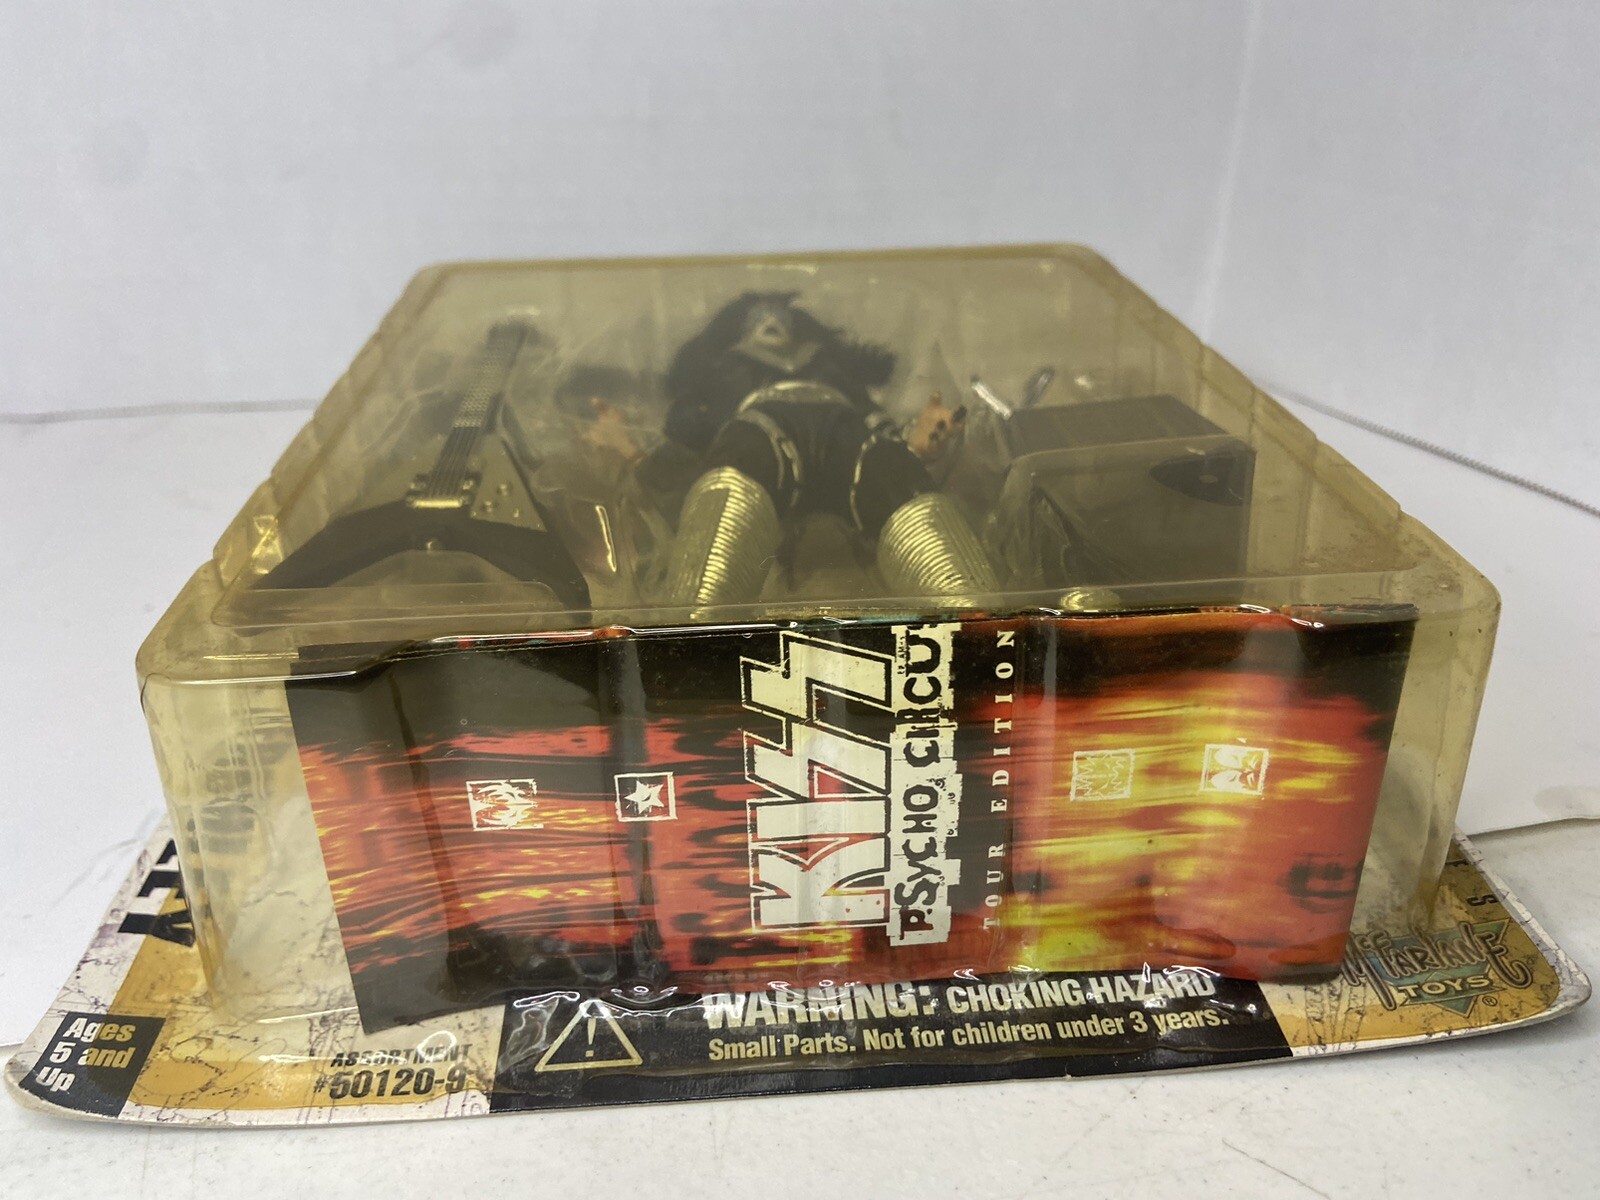 KISS
PSYCHO CIRCU
TOUR EDITION
WARNING: CHOKING HAZARD
Small Parts. Not for children under 3 years.
Ages
5 and
Up
ASSORTMENT
#50120-9
McFARLANE
TOYS®